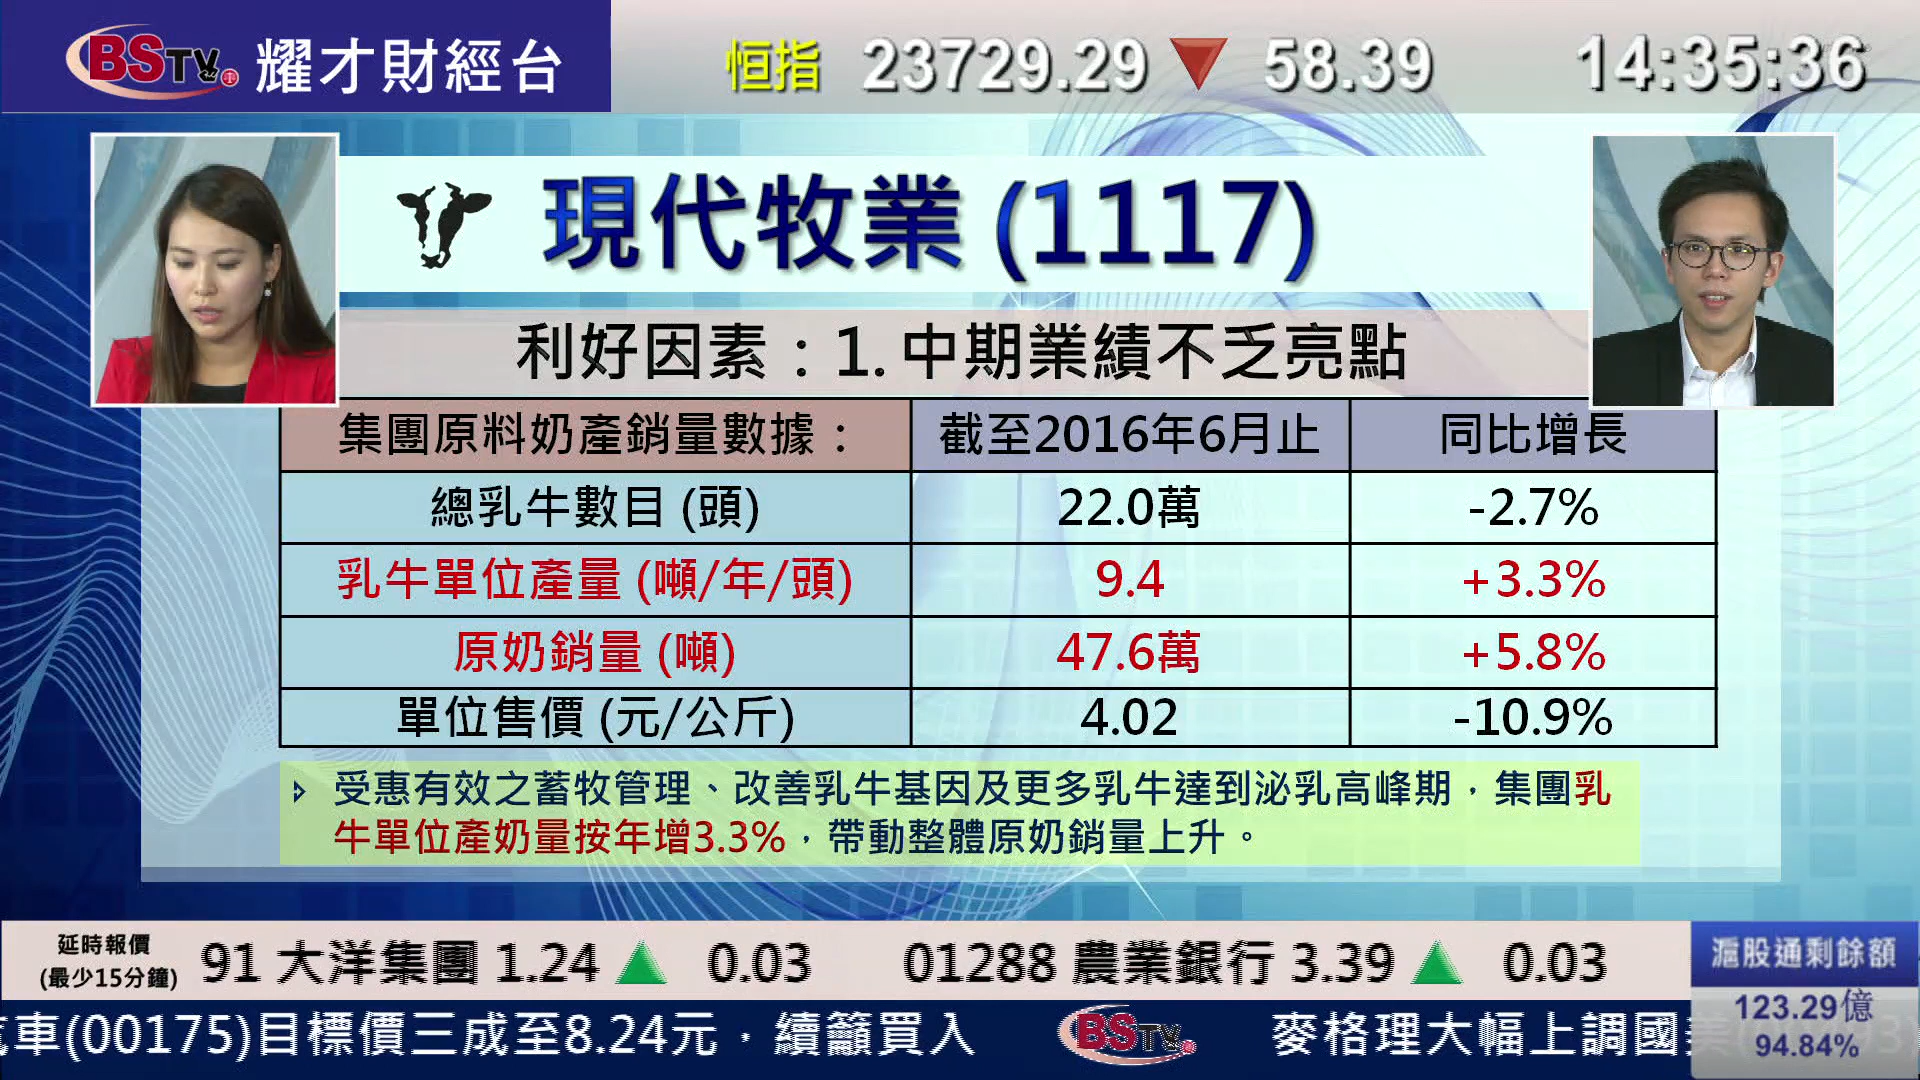 BSTV 耀才財經台
恒指 23729.29 ▼ 58.39
14:35:36
現代牧業 (1117)
利好因素：1. 中期業績不乏亮點
集團原料奶產銷量數據： 截至2016年6月止 同比增長
總乳牛數目 (頭) 22.0萬 -2.7%
乳牛單位產量 (噸/年/頭) 9.4 +3.3%
原奶銷量 (噸) 47.6萬 +5.8%
單位售價 (元/公斤) 4.02 -10.9%
受惠有效之蓄牧管理、改善乳牛基因及更多乳牛達到泌乳高峰期，集團乳
牛單位產奶量按年增3.3%，帶動整體原奶銷量上升。
延時報價
(最少15分鐘)
91 大洋集團 1.24 ▲ 0.03 01288 農業銀行 3.39 ▲ 0.03
滬股通剩餘額
123.29億
94.84%
車(00175)目標價三成至8.24元，續籲買入 BSTV 麥格理大幅上調國